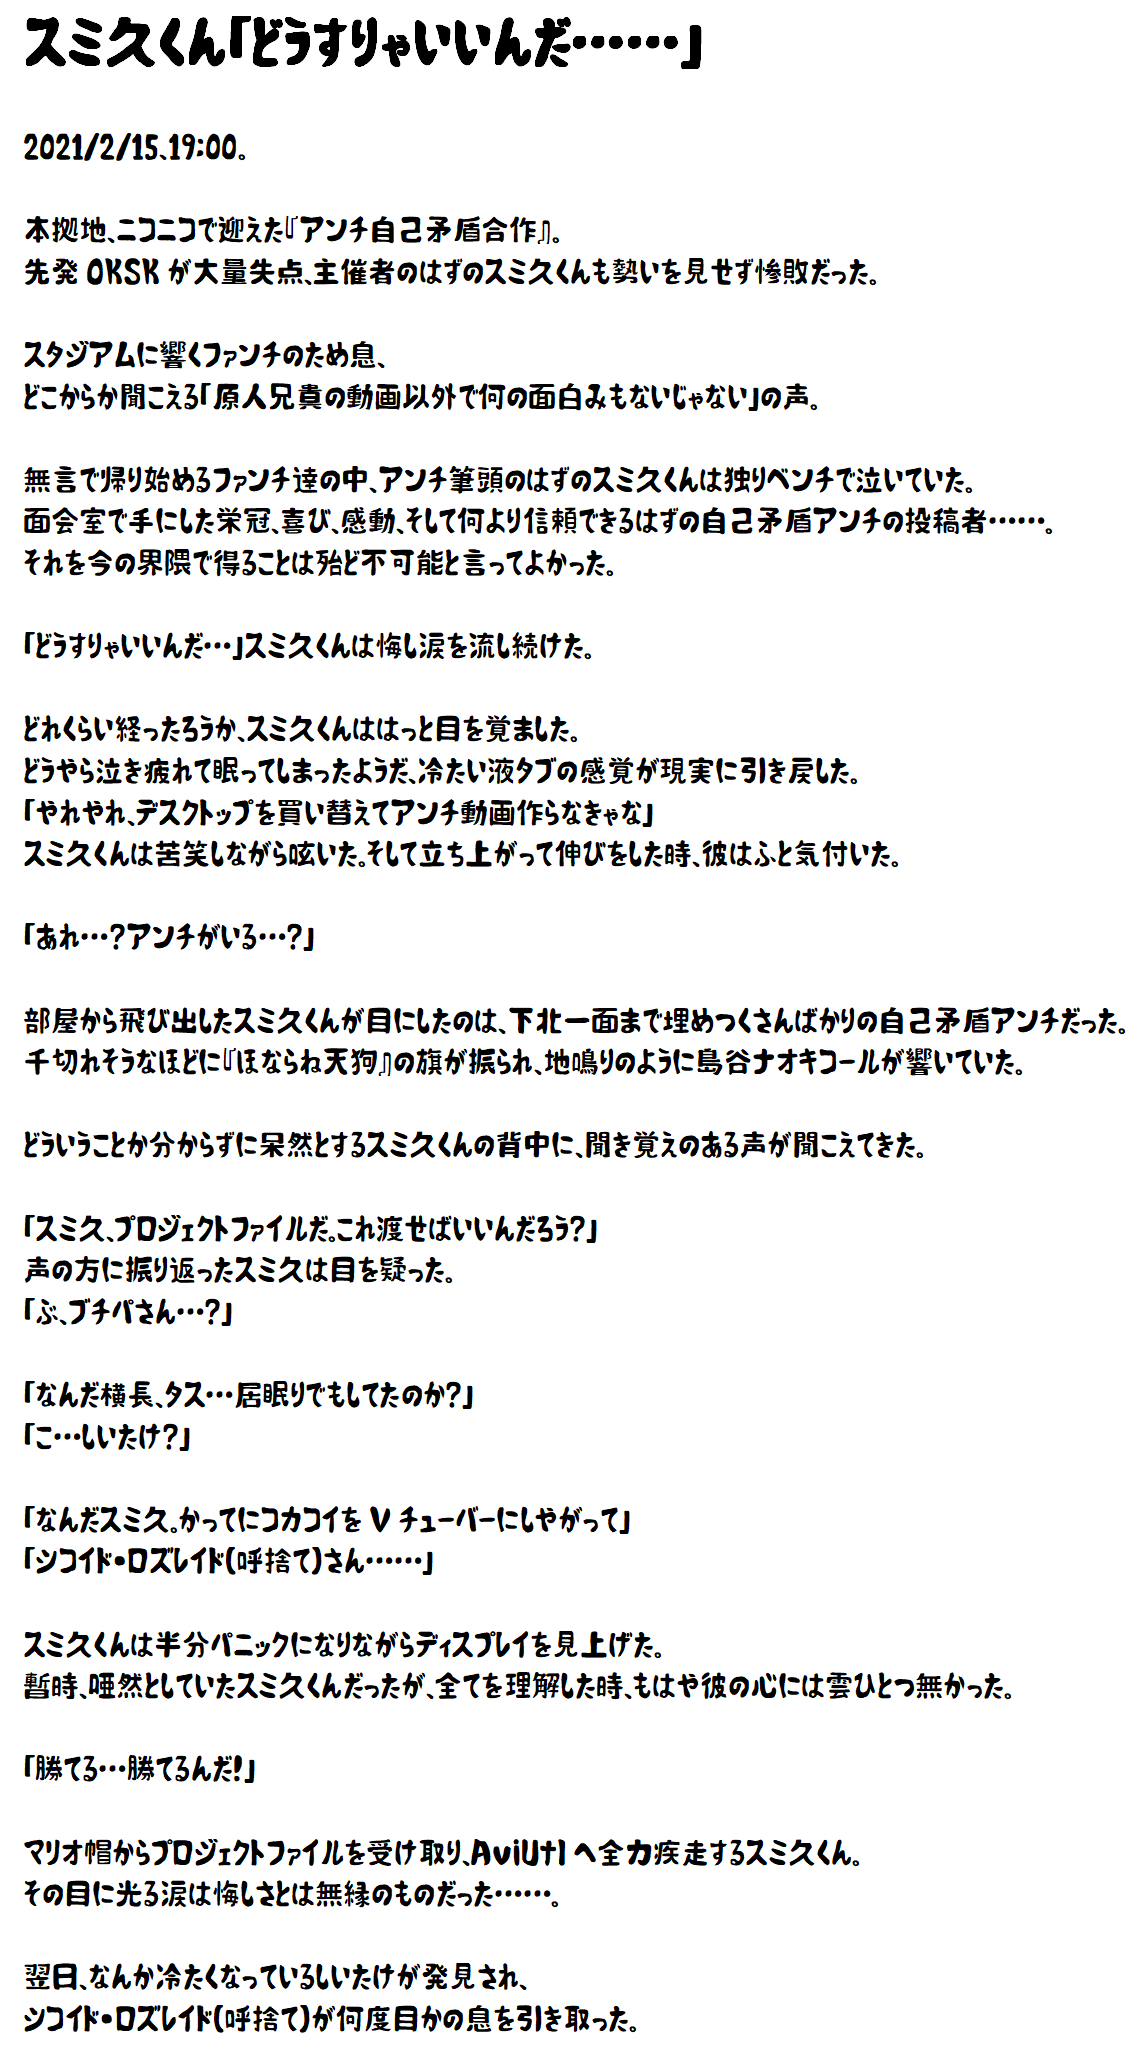 スミ久くん「どうすりゃいいんだ……」
2021/2/15、19:00。
本拠地、ニコニコで迎えた『アンチ自己矛盾合作』。
先発 OKSK が大量失点、主催者のはずのスミ久くんも勢いを見せず惨敗だった。
スタジアムに響くファンチのため息、
どこからか聞こえる「原人兄貴の動画以外で何の面白みもないじゃない」の声。
無言で帰り始めるファンチ達の中、アンチ筆頭のはずのスミ久くんは独りベンチで泣いていた。
面会室で手にした栄冠、喜び、感動、そして何より信頼できるはずの自己矛盾アンチの投稿者……。
それを今の界隈で得ることは殆ど不可能と言ってよかった。
「どうすりゃいいんだ…」スミ久くんは悔し涙を流し続けた。
どれくらい経ったろうか、スミ久くんははっと目を覚ました。
どうやら泣き疲れて眠ってしまったようだ、冷たい液タブの感覚が現実に引き戻した。
「やれやれ、デスクトップを買い替えてアンチ動画作らなきゃな」
スミ久くんは苦笑しながら呟いた。そして立ち上がって伸びをした時、彼はふと気付いた。
「あれ…?アンチがいる…?」
部屋から飛び出したスミ久くんが目にしたのは、下北一面まで埋めつくさんばかりの自己矛盾アンチだった。
千切れそうなほどに『ほならね天狗』の旗が振られ、地鳴りのように島谷ナオキコールが響いていた。
どういうことか分からずに呆然とするスミ久くんの背中に、聞き覚えのある声が聞こえてきた。
「スミ久、プロジェクトファイルだ。これ渡せばいいんだろう?」
声の方に振り返ったスミ久は目を疑った。
「ぶ、ブチパさん…?」
「なんだ横長、タス…居眠りでもしてたのか?」
「こ…しいたけ?」
「なんだスミ久。かってにコカコイを V チューバーにしやがって」
「シコイド・ロズレイド(呼捨て)さん……」
スミ久くんは半分パニックになりながらディスプレイを見上げた。
暫時、唖然としていたスミ久くんだったが、全てを理解した時、もはや彼の心には雲ひとつ無かった。
「勝てる…勝てるんだ!」
マリオ帽からプロジェクトファイルを受け取り、AviUtl へ全力疾走するスミ久くん。
その目に光る涙は悔しさとは無縁のものだった……。
翌日、なんか冷たくなっているしいたけが発見され、
シコイド・ロズレイド(呼捨て)が何度目かの息を引き取った。